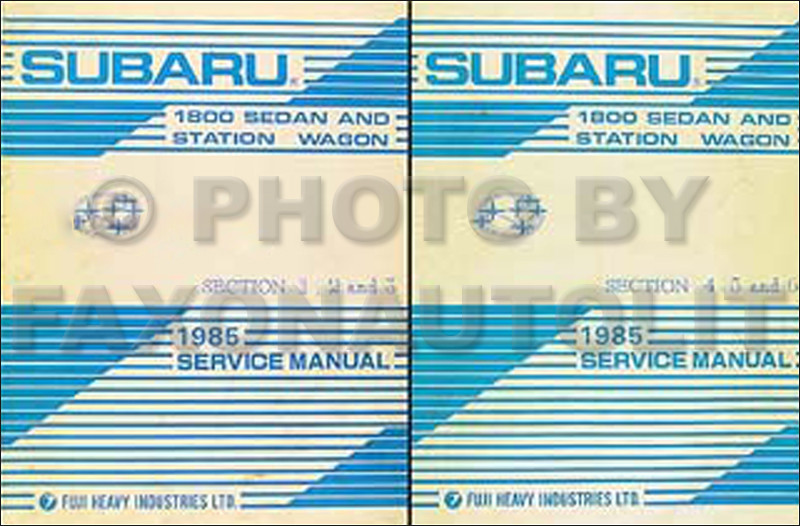 SUBARU®
1800 SEDAN AND
STATION WAGON
SECTION 1, 2 and 3
1985
SERVICE MANUAL
FUJI HEAVY INDUSTRIES LTD.
SUBARU®
1800 SEDAN AND
STATION WAGON
SECTION 4, 5 and 6
1985
SERVICE MANUAL
FUJI HEAVY INDUSTRIES LTD.
© PHOTO BY
FAXONAUTOLIT